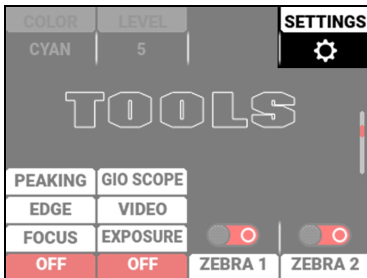 COLOR LEVEL SETTINGS
CYAN 5
TOOLS
PEAKING GIO SCOPE
EDGE VIDEO
FOCUS EXPOSURE
OFF OFF ZEBRA 1 ZEBRA 2